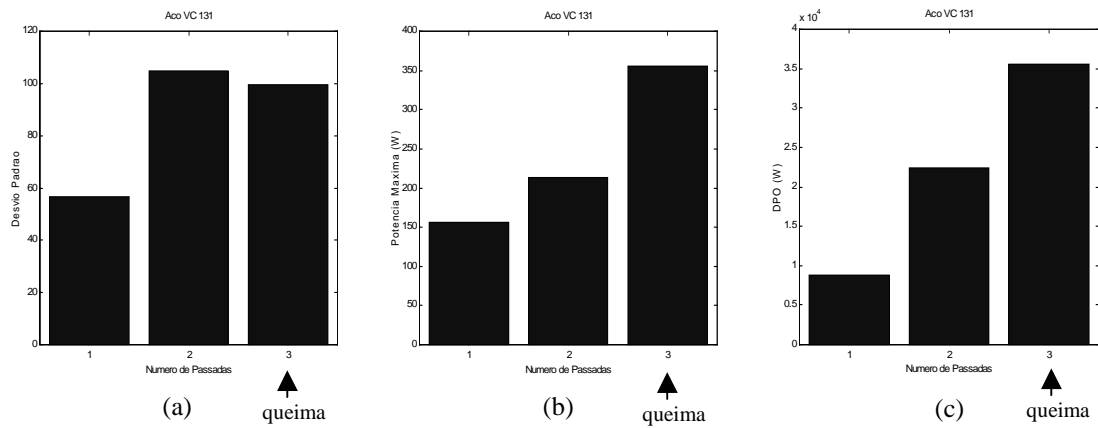 Aco VC 131
120
100
80
60
40
20
0
Desvio Padrao
1 2 3
Numero de Passadas
(a)
queima
Aco VC 131
400
350
300
250
200
150
100
50
0
Potencia Maxima (W)
1 2 3
Numero de Passadas
(b)
queima
x 10^4
Aco VC 131
4
3.5
3
2.5
2
1.5
1
0.5
0
DPO (W)
1 2 3
Numero de Passadas
(c)
queima